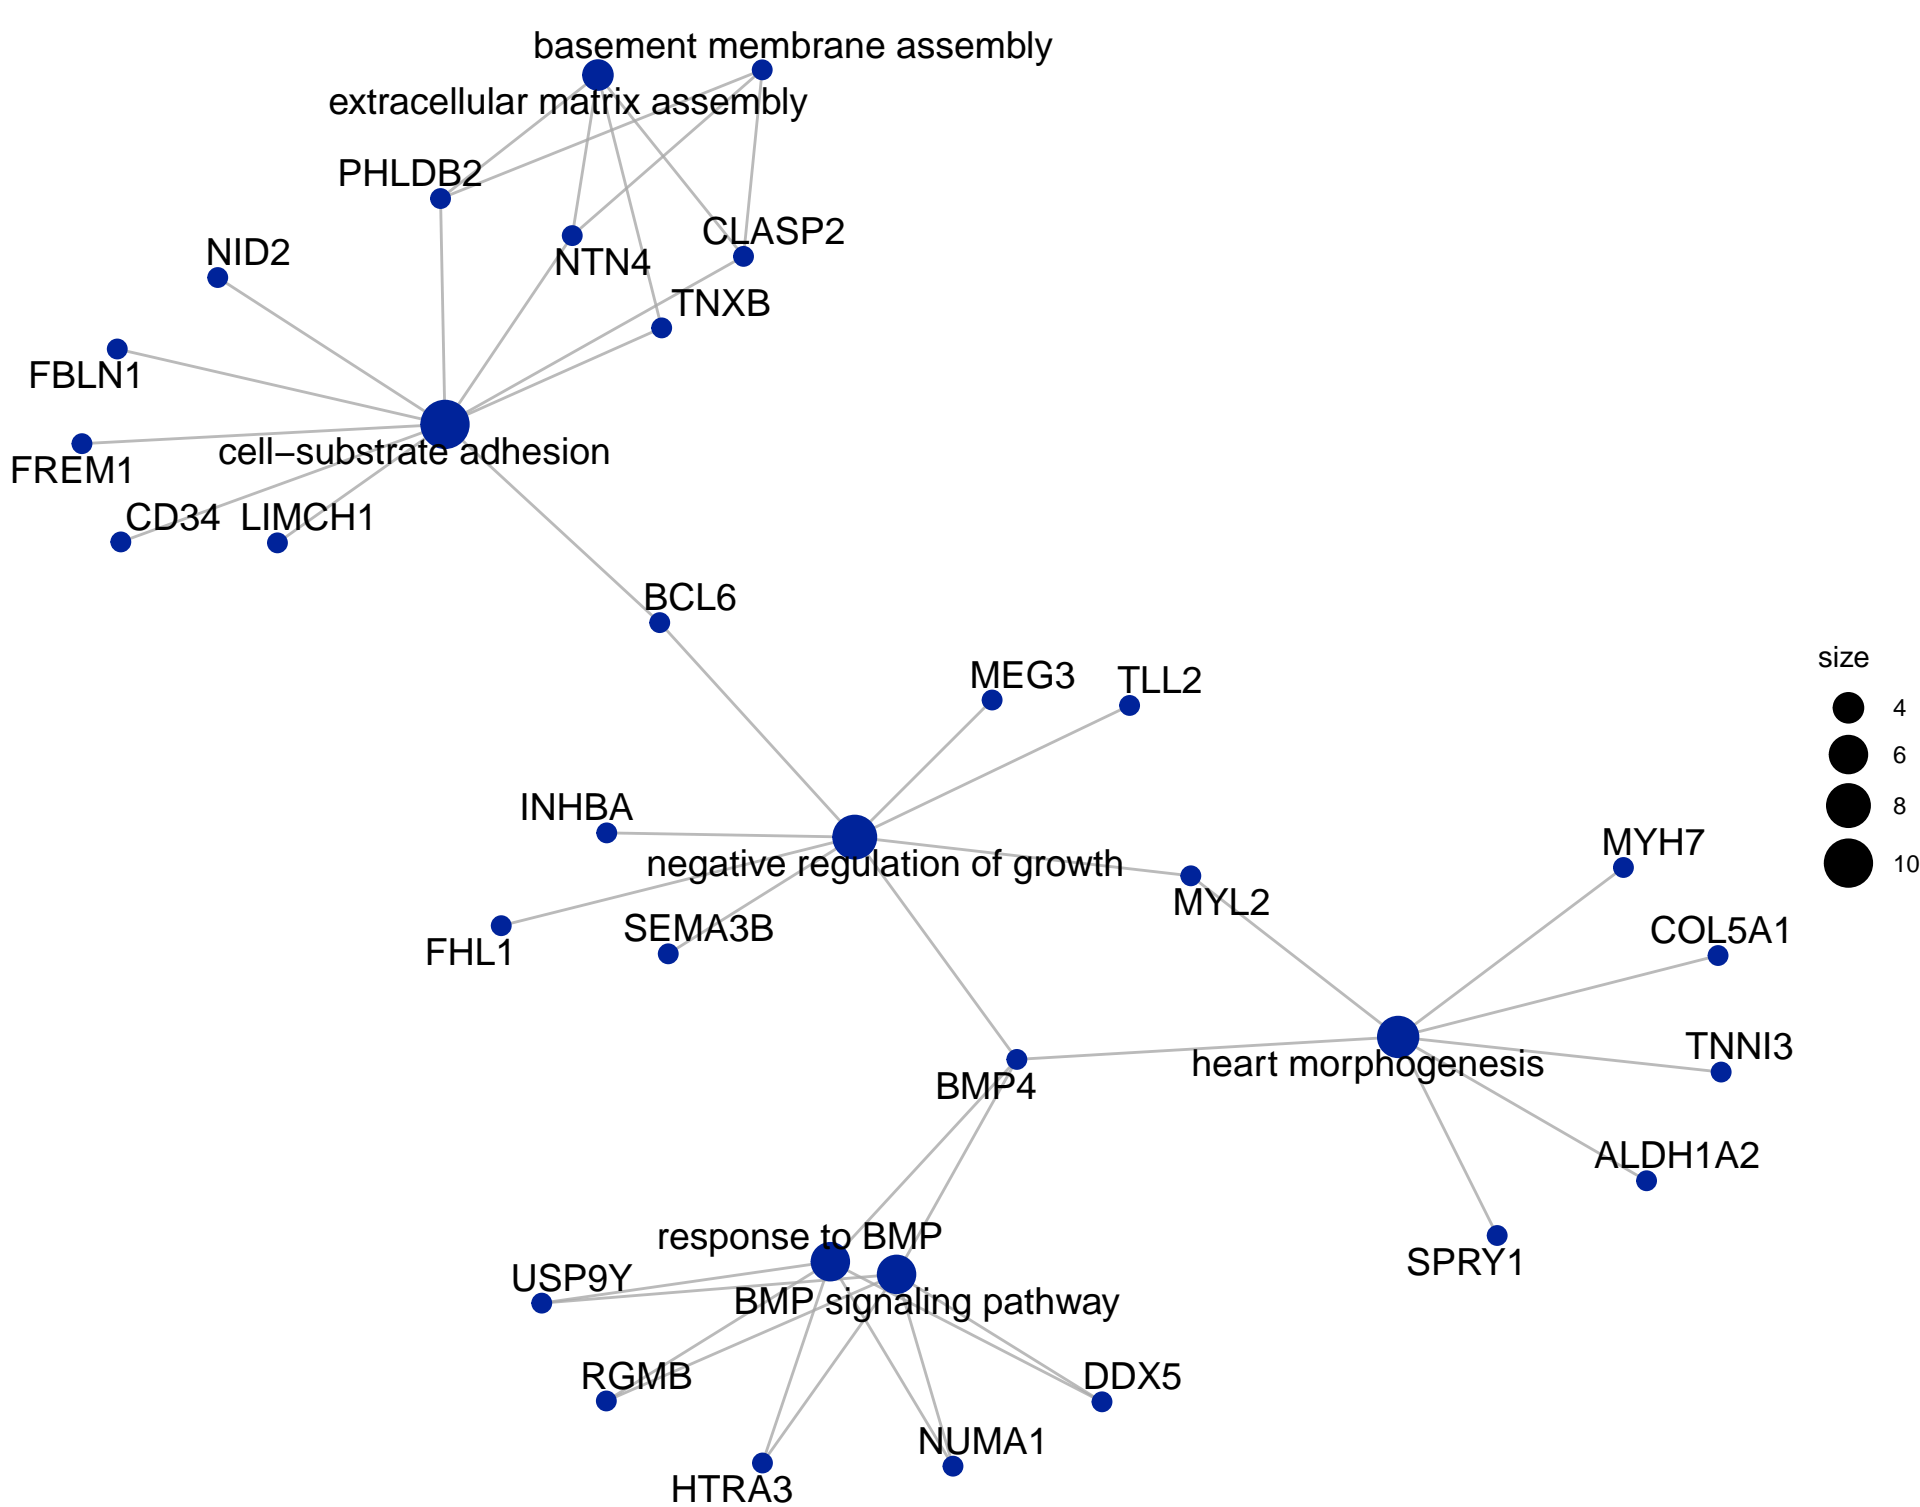 basement membrane assembly
extracellular matrix assembly
PHLDB2
CLASP2
NID2
NTN4
TNXB
FBLN1
cell−substrate adhesion
FREM1
CD34
LIMCH1
BCL6
size
MEG3
TLL2
4
6
INHBA
8
MYH7
negative regulation of growth
10
MYL2
SEMA3B
COL5A1
FHL1
TNNI3
heart morphogenesis
BMP4
ALDH1A2
response to BMP
SPRY1
USP9Y
BMP signaling pathway
RGMB
DDX5
NUMA1
HTRA3